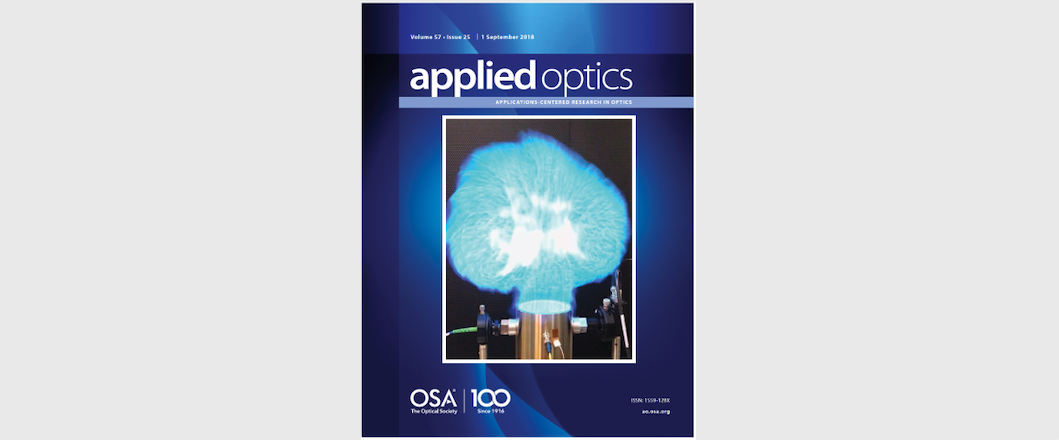 Volume 57 • Issue 25 | 1 September 2018
applied optics
APPLICATIONS-CENTERED RESEARCH IN OPTICS
OSA® | 100
The Optical Society Since 1916
ISSN: 1559-128X
ao.osa.org